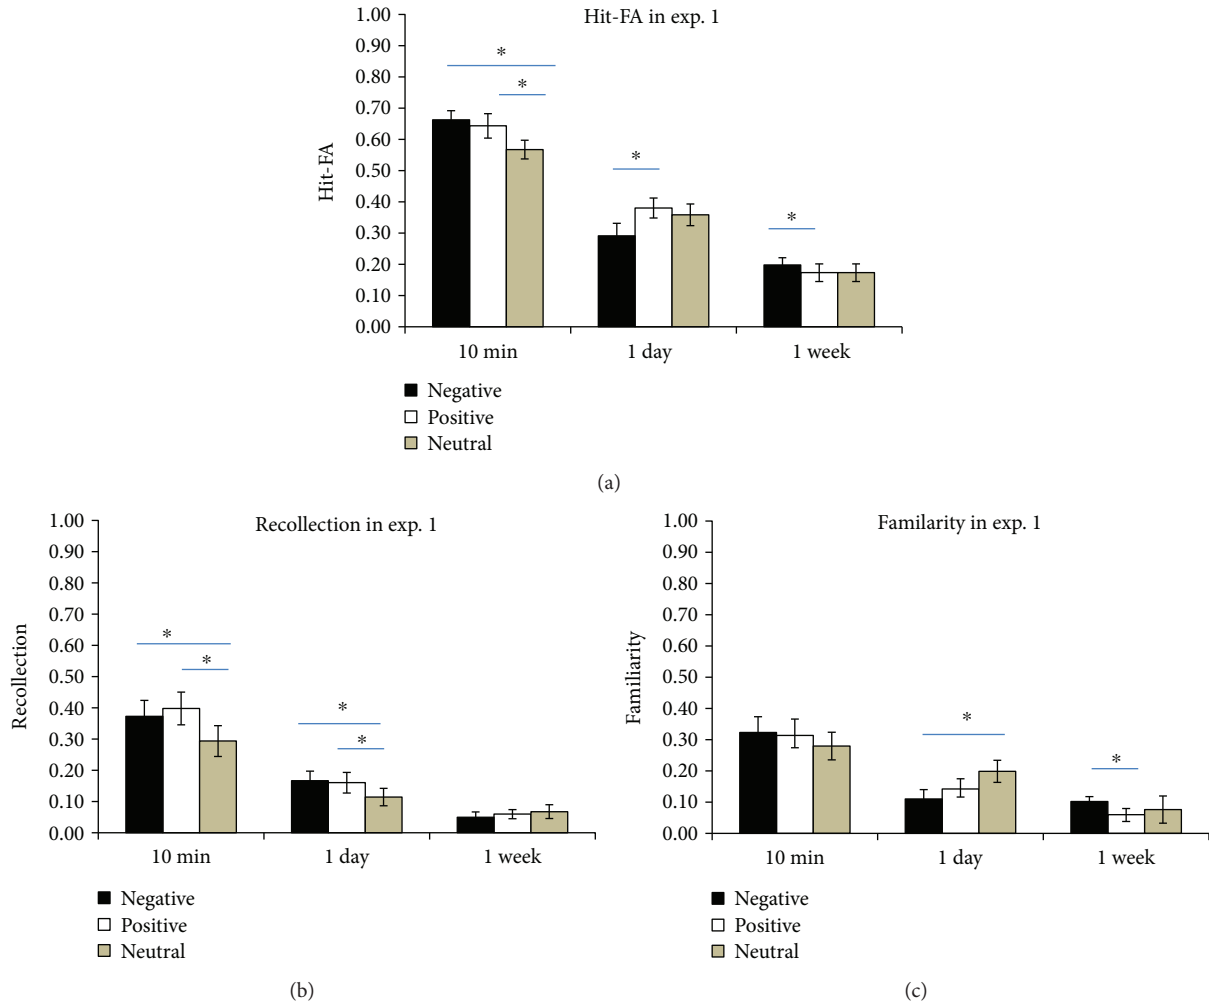 Hit-FA in exp. 1
1.00
0.90
0.80
0.70
0.60
0.50
0.40
0.30
0.20
0.10
0.00
Hit-FA
*
*
*
*
10 min 1 day 1 week
Negative
Positive
Neutral
(a)
Recollection in exp. 1
1.00
0.90
0.80
0.70
0.60
0.50
0.40
0.30
0.20
0.10
0.00
Recollection
*
*
*
*
10 min 1 day 1 week
Negative
Positive
Neutral
(b)
Familarity in exp. 1
1.00
0.90
0.80
0.70
0.60
0.50
0.40
0.30
0.20
0.10
0.00
Familiarity
*
*
10 min 1 day 1 week
Negative
Positive
Neutral
(c)